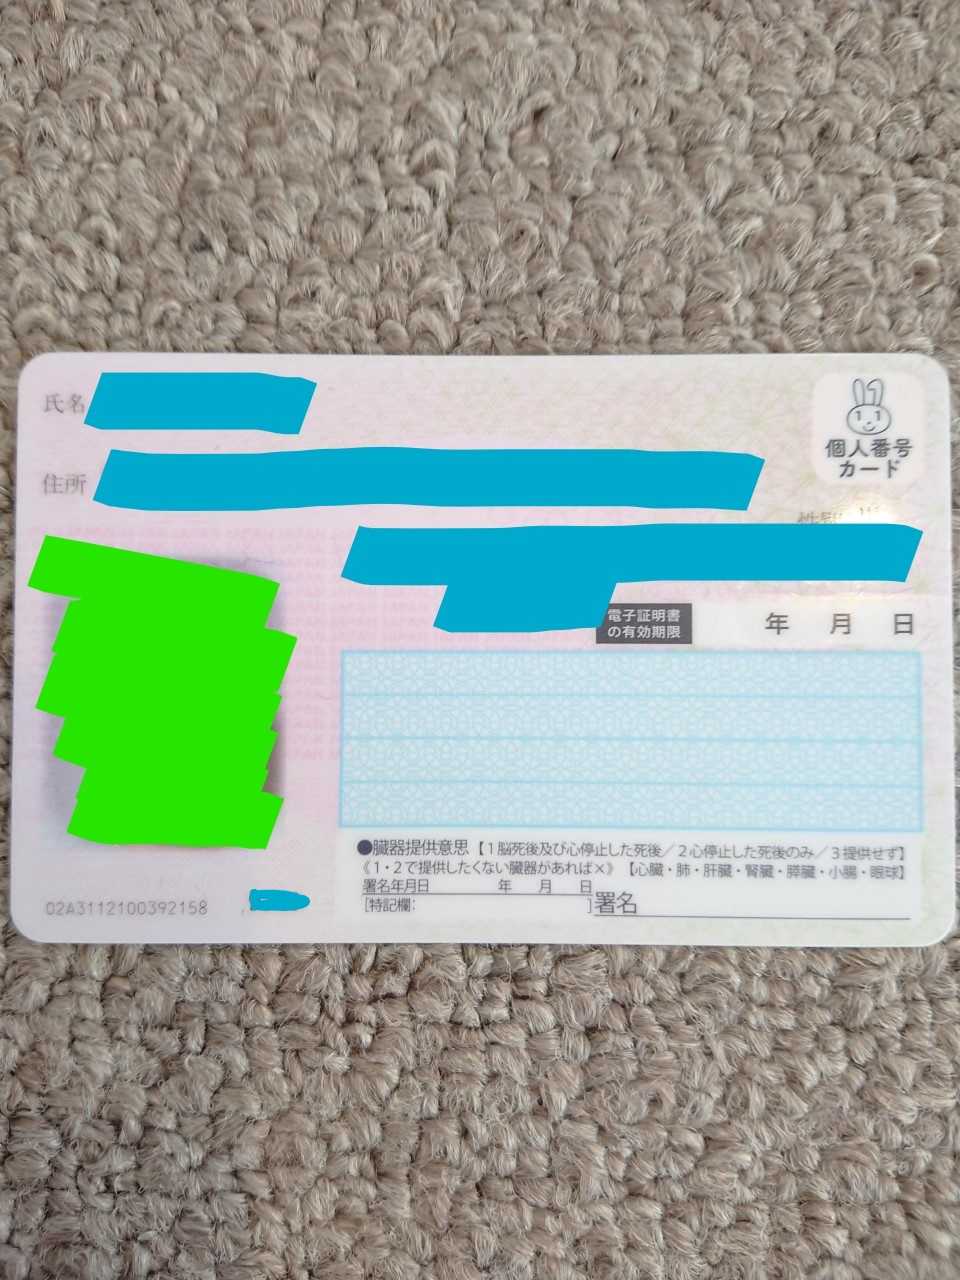 氏名
個人番号
カード
住所
電子証明書
の有効期限
年 月 日
●臓器提供意思【1脳死後及び心停止した死後/2心停止した死後のみ/3提供せず】
《1・2で提供したくない臓器があれば×》【心臓・肺・肝臓・腎臓・膵臓・小腸・眼球】
署名年月日 年 月 日
[特記欄: ]署名
02A3112100392158